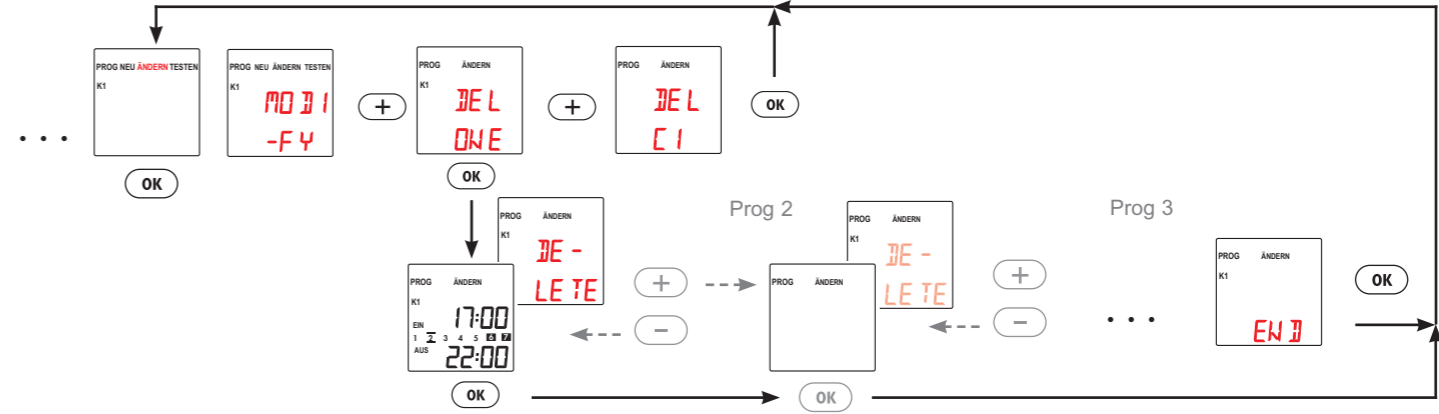 PROG NEU ÄNDERN TESTEN
K1
OK
PROG NEU ÄNDERN TESTEN
K1
MODI
-FY
+
PROG ÄNDERN
K1
DEL
ONE
OK
+
PROG ÄNDERN
K1
DEL
C1
OK
PROG ÄNDERN
K1
DE-
LETE
PROG ÄNDERN
K1
EIN 17:00
1 2 3 4 5 6 7
AUS 22:00
OK
+
-
Prog 2
PROG ÄNDERN
K1
DE-
LETE
PROG ÄNDERN
OK
+
-
Prog 3
...
PROG ÄNDERN
K1
END
OK